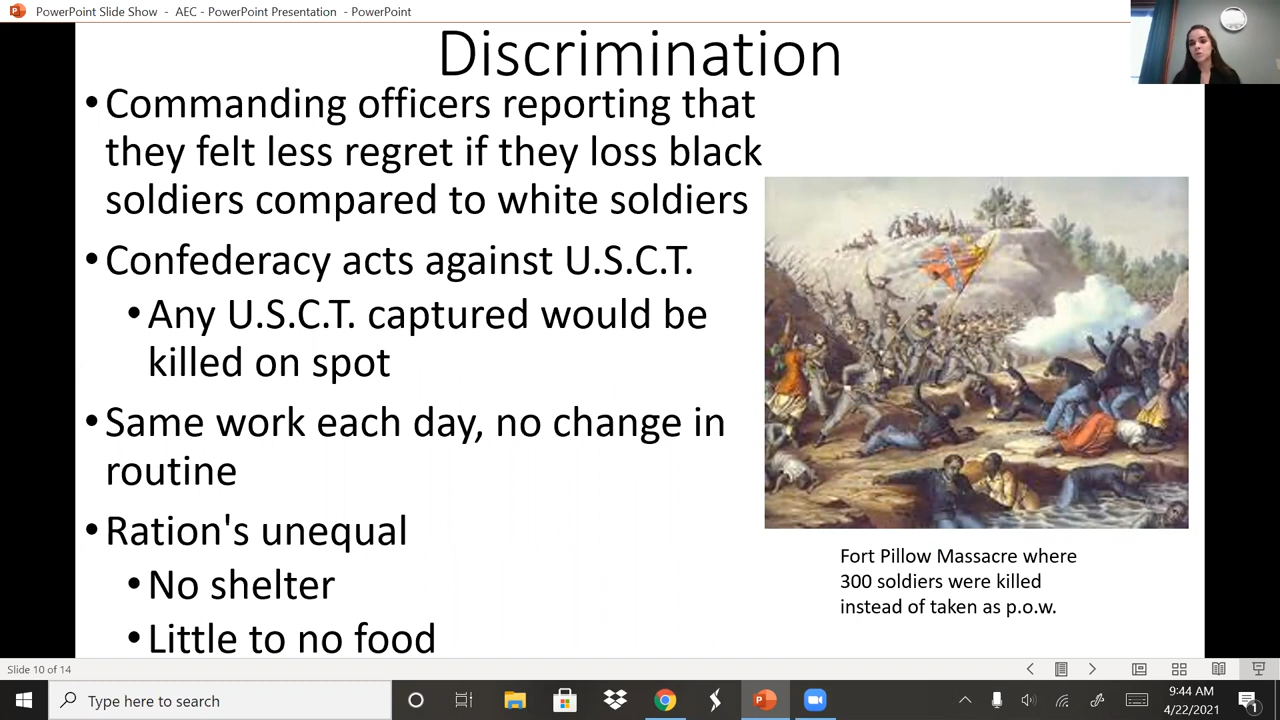 PowerPoint Slide Show - AEC - PowerPoint Presentation - PowerPoint
Discrimination
•Commanding officers reporting that
they felt less regret if they loss black
soldiers compared to white soldiers
•Confederacy acts against U.S.C.T.
•Any U.S.C.T. captured would be
killed on spot
•Same work each day, no change in
routine
•Ration's unequal
•No shelter
•Little to no food
Fort Pillow Massacre where
300 soldiers were killed
instead of taken as p.o.w.
Slide 10 of 14
Type here to search
9:44 AM
4/22/2021
1